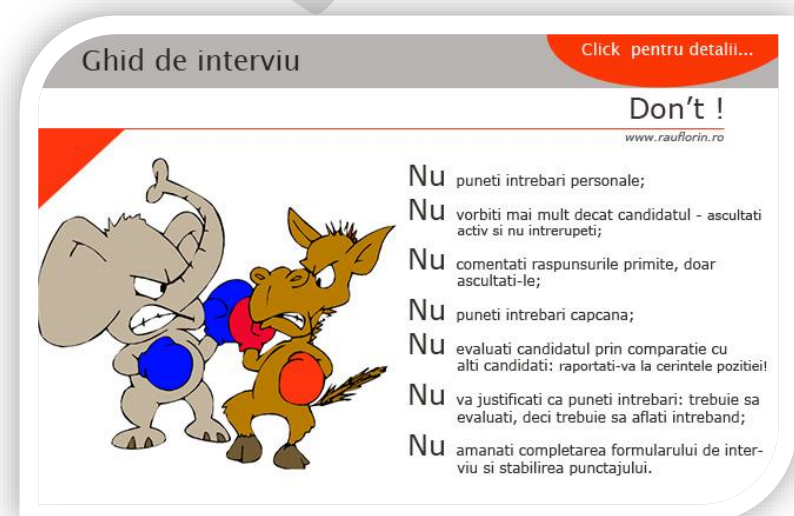 Ghid de interviu
Click pentru detalii...
Don't !
www.rauflorin.ro
Nu puneti intrebari personale;
Nu vorbiti mai mult decat candidatul - ascultati
activ si nu intrerupeti;
Nu comentati raspunsurile primite, doar
ascultati-le;
Nu puneti intrebari capcana;
Nu evaluati candidatul prin comparatie cu
alti candidati: raportati-va la cerintele pozitiei!
Nu va justificati ca puneti intrebari: trebuie sa
evaluati, deci trebuie sa aflati intreband;
Nu amanati completarea formularului de inter-
viu si stabilirea punctajului.